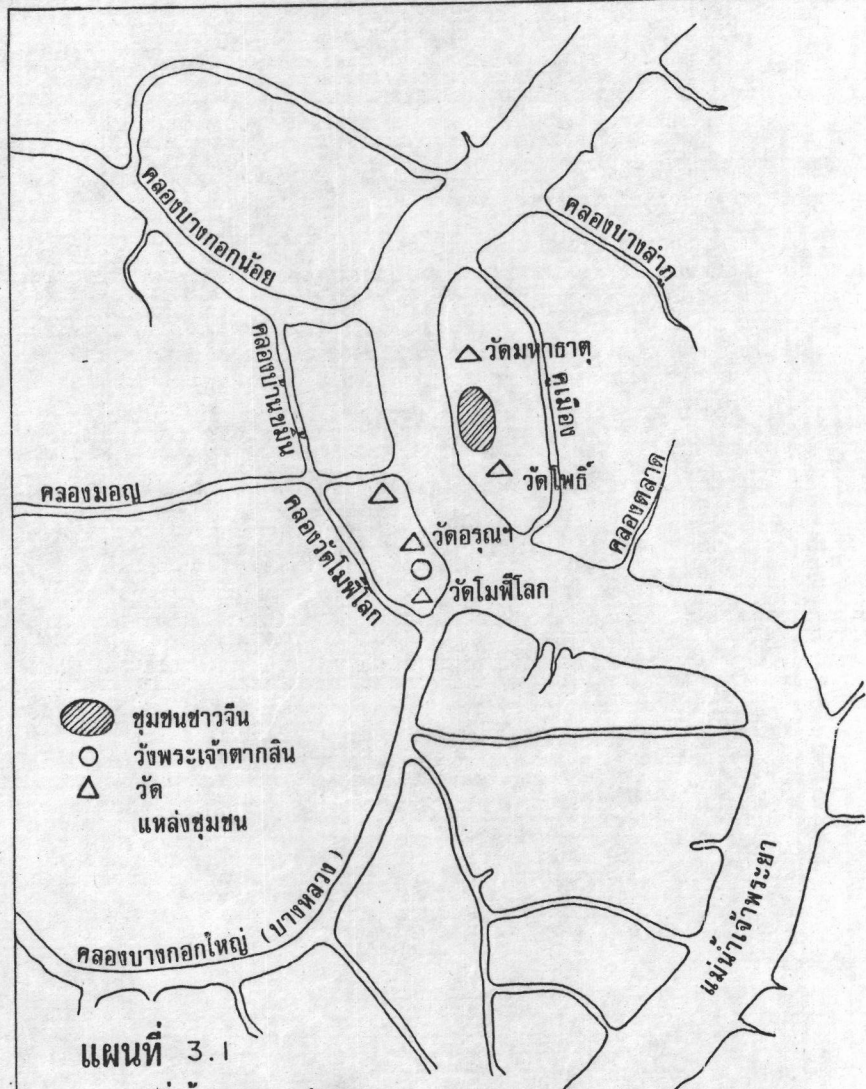 คลองบางกอกน้อย
คลองบางลำภู
คลองบ้านขมิ้น
วัดมหาธาตุ
คูเมือง
วัดโพธิ์
คลองมอญ
คลองตลาด
คลองวัดโมฬีโลก
วัดอรุณฯ
วัดโมฬีโลก
ชุมชนชาวจีน
วังพระเจ้าตากสิน
วัด
แหล่งชุมชน
คลองบางกอกใหญ่ (บางหลวง)
แม่น้ำเจ้าพระยา
แผนที่ 3.1